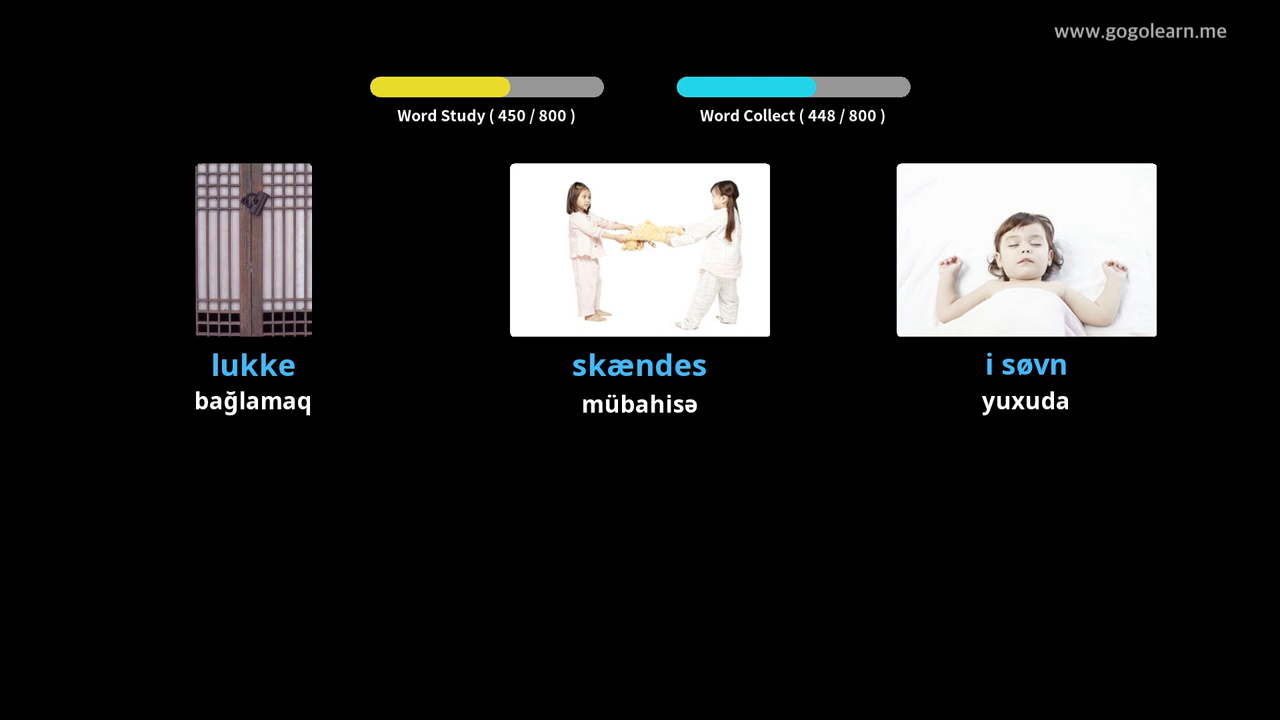 www.gogolearn.me
Word Study ( 450 / 800 )
Word Collect ( 448 / 800 )
lukke
skændes
i søvn
bağlamaq
mübahisə
yuxuda